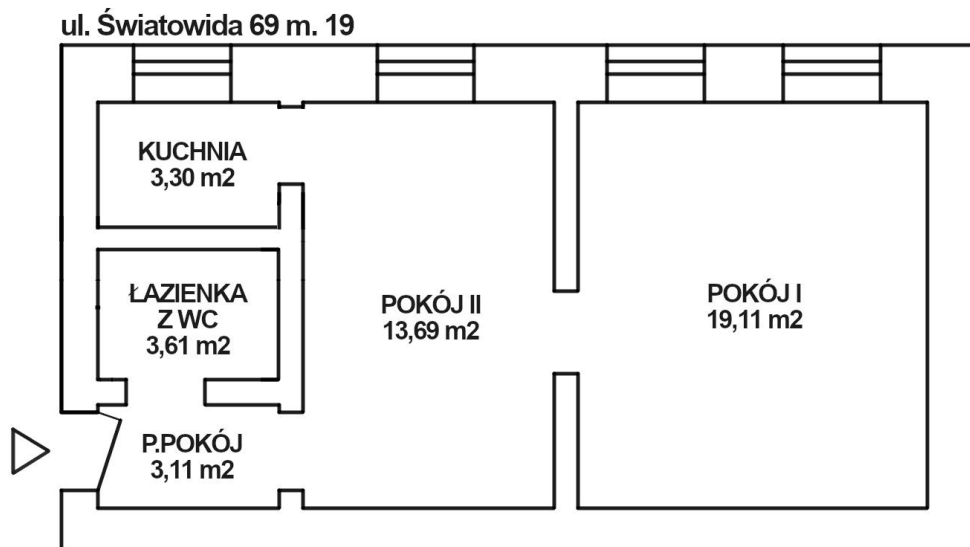 ul. Światowida 69 m. 19
KUCHNIA
3,30 m2
ŁAZIENKA
Z WC
3,61 m2
P.POKÓJ
3,11 m2
POKÓJ II
13,69 m2
POKÓJ I
19,11 m2